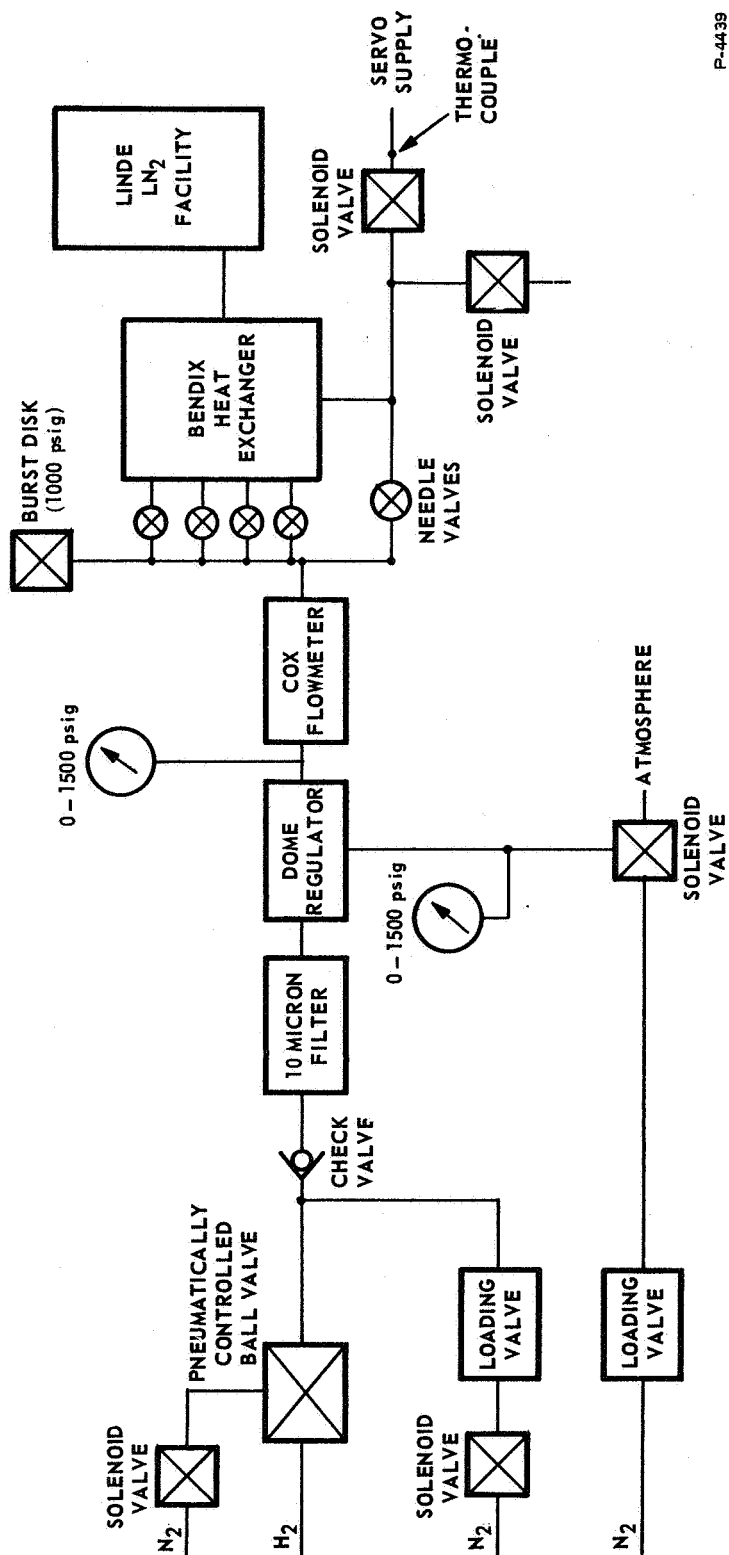 SOLENOID
VALVE
N2
PNEUMATICALLY
CONTROLLED
BALL VALVE
H2
SOLENOID
VALVE
N2
LOADING
VALVE
N2
LOADING
VALVE
CHECK
VALVE
10 MICRON
FILTER
DOME
REGULATOR
0–1500 psig
0–1500 psig
COX
FLOWMETER
SOLENOID
VALVE
ATMOSPHERE
BURST DISK
(1000 psig)
NEEDLE
VALVES
BENDIX
HEAT
EXCHANGER
LINDE
LN2
FACILITY
SOLENOID
VALVE
SOLENOID
VALVE
SERVO
SUPPLY
THERMO-
COUPLE
P-4439